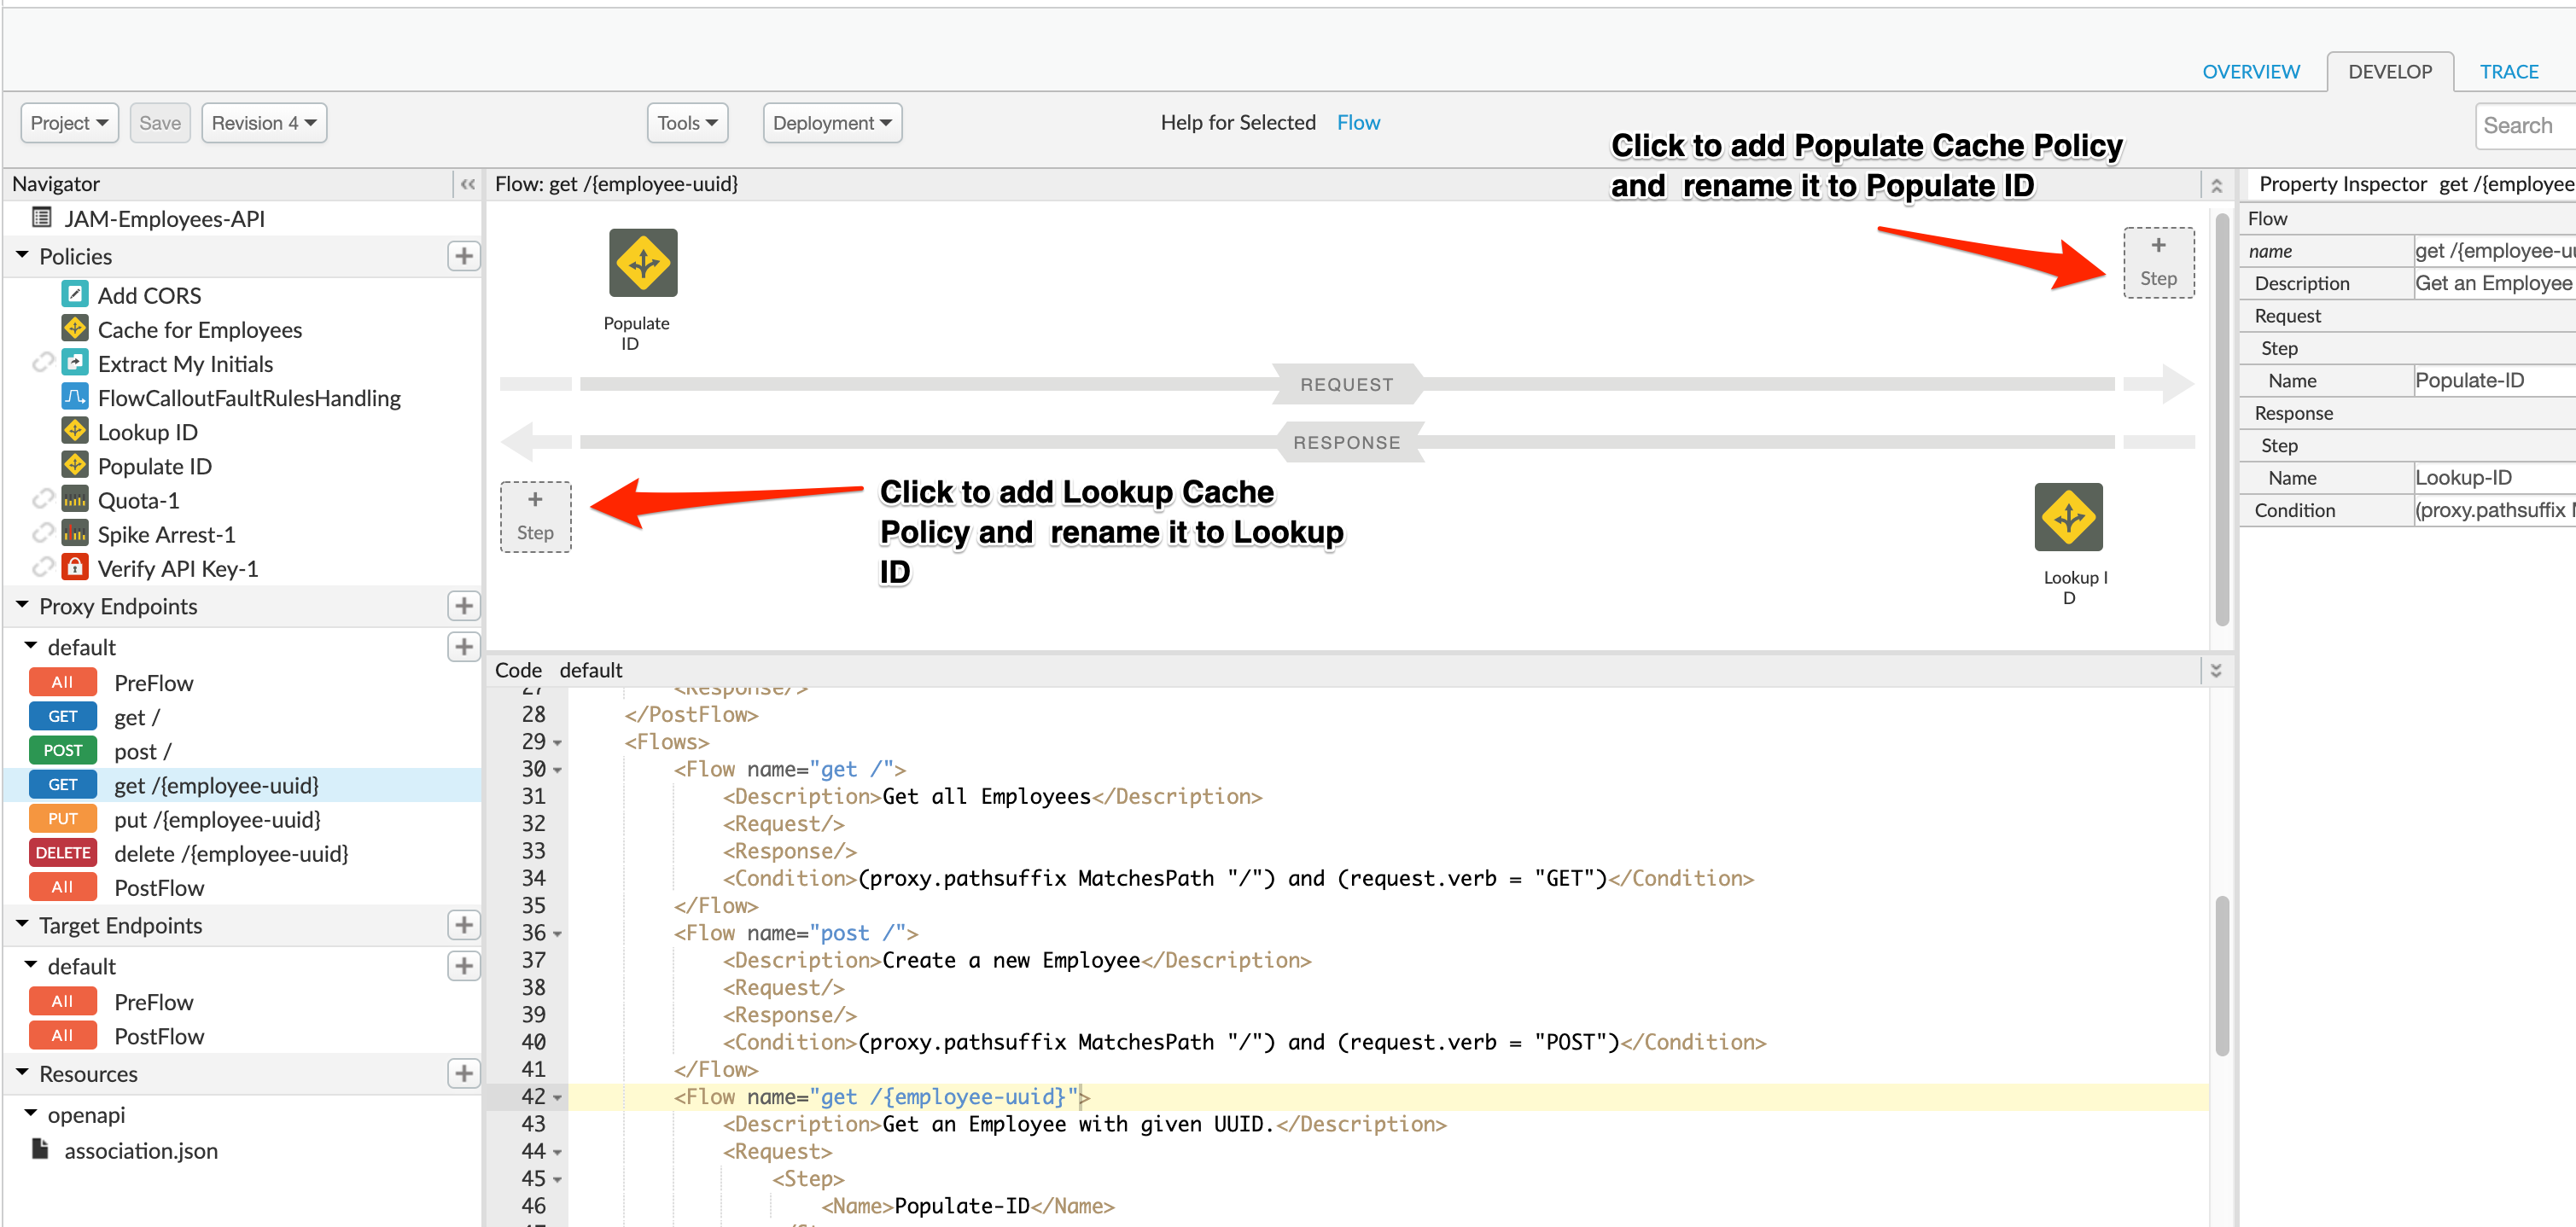 OVERVIEW
DEVELOP
TRACE
Project
Save
Revision 4
Tools
Deployment
Help for Selected Flow
Search
Click to add Populate Cache Policy
and rename it to Populate ID
Navigator
JAM-Employees-API
Policies
Add CORS
Cache for Employees
Extract My Initials
FlowCalloutFaultRulesHandling
Lookup ID
Populate ID
Quota-1
Spike Arrest-1
Verify API Key-1
Proxy Endpoints
default
All PreFlow
GET get /
POST post /
GET get /{employee-uuid}
PUT put /{employee-uuid}
DELETE delete /{employee-uuid}
All PostFlow
Target Endpoints
default
All PreFlow
All PostFlow
Resources
openapi
association.json
Flow: get /{employee-uuid}
Populate
ID
+
Step
REQUEST
RESPONSE
+
Step
Click to add Lookup Cache
Policy and rename it to Lookup
ID
Lookup I
D
Code default
27 <Response/>
28 </PostFlow>
29 <Flows>
30 <Flow name="get /">
31 <Description>Get all Employees</Description>
32 <Request/>
33 <Response/>
34 <Condition>(proxy.pathsuffix MatchesPath "/") and (request.verb = "GET")</Condition>
35 </Flow>
36 <Flow name="post /">
37 <Description>Create a new Employee</Description>
38 <Request/>
39 <Response/>
40 <Condition>(proxy.pathsuffix MatchesPath "/") and (request.verb = "POST")</Condition>
41 </Flow>
42 <Flow name="get /{employee-uuid}">
43 <Description>Get an Employee with given UUID.</Description>
44 <Request>
45 <Step>
46 <Name>Populate-ID</Name>
Property Inspector get /{employee
Flow
name get /{employee-u
Description Get an Employee
Request
Step
Name Populate-ID
Response
Step
Name Lookup-ID
Condition (proxy.pathsuffix